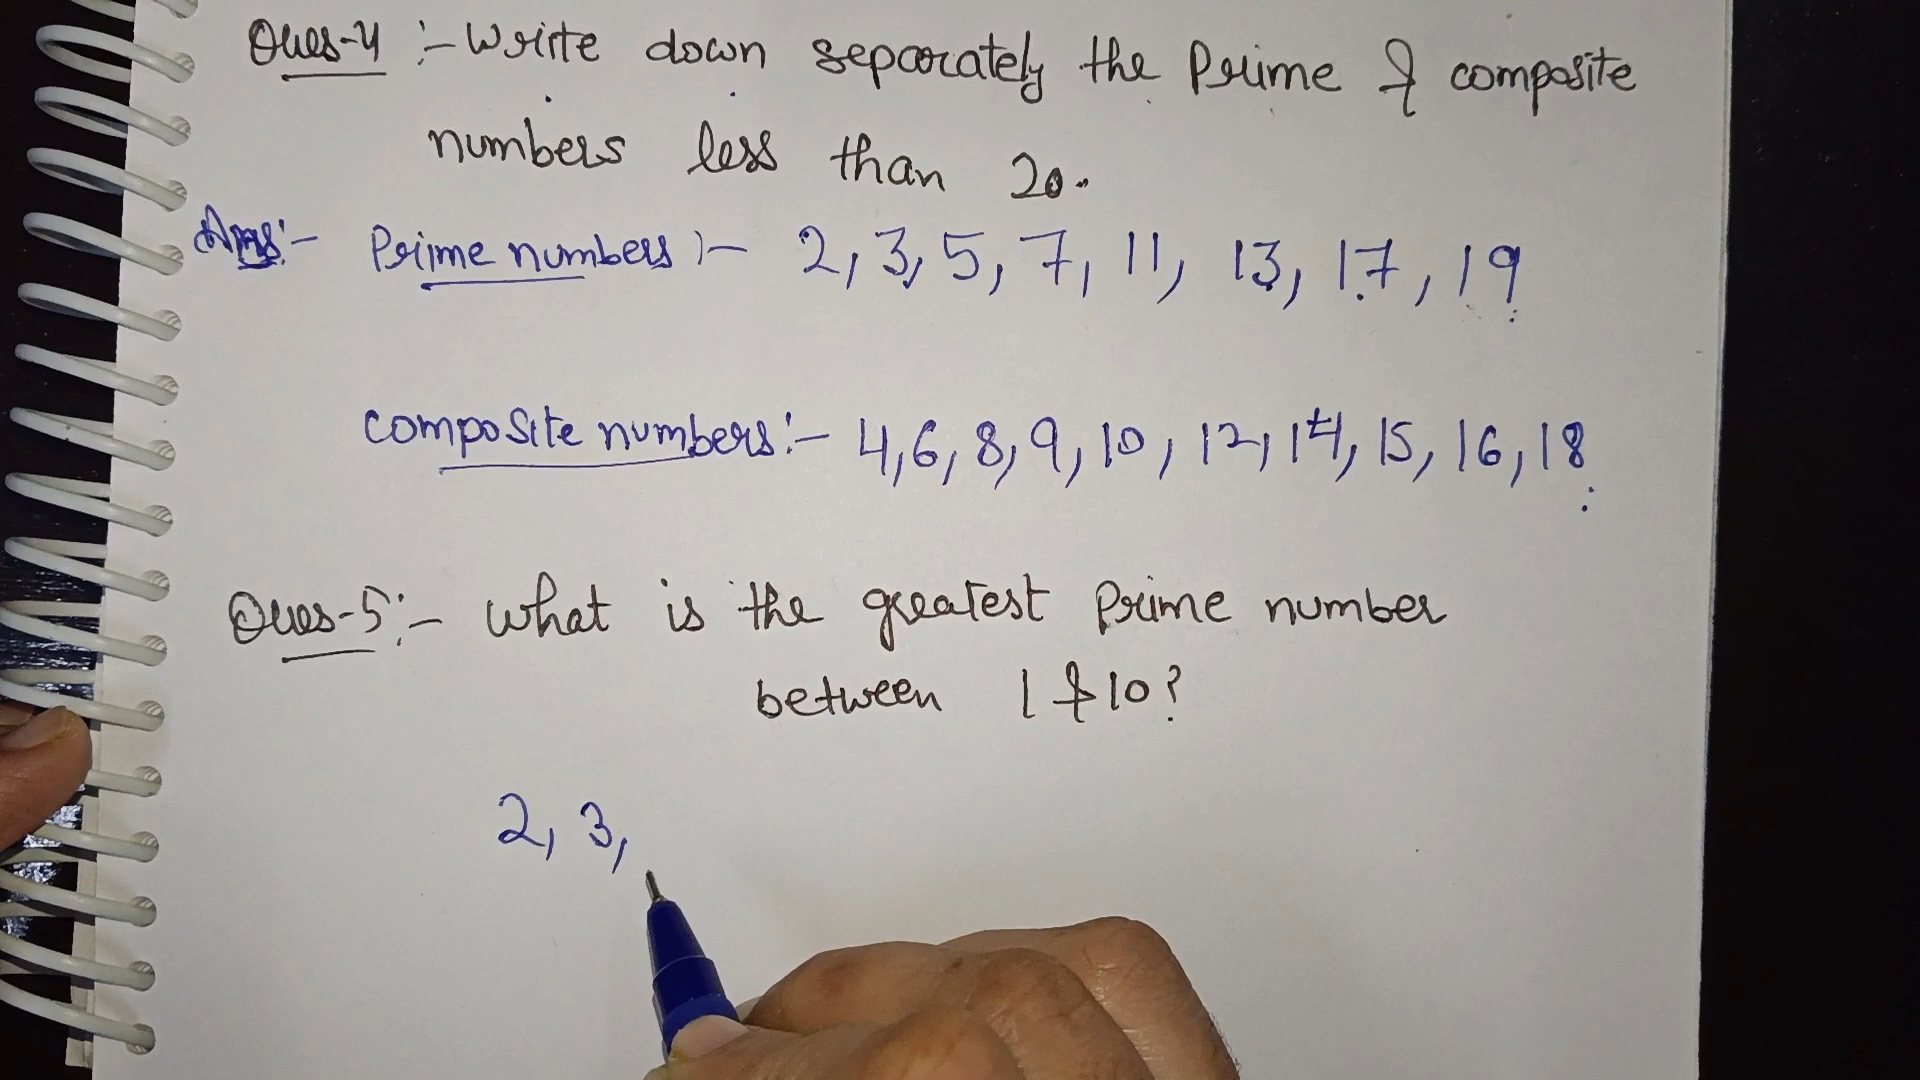 Ques-4 :- Write down separately the Prime & composite
numbers less than 20.
Ans:- Prime numbers :- 2, 3, 5, 7, 11, 13, 17, 19
composite numbers:- 4, 6, 8, 9, 10, 12, 14, 15, 16, 18
Ques-5:- What is the greatest Prime number
between 1 & 10?
2, 3,